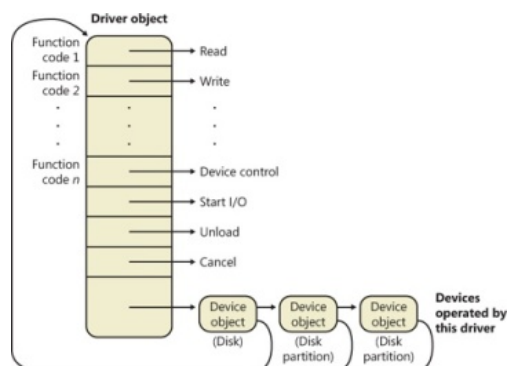 Driver object
Function
code 1
Read
Function
code 2
Write
Function
code n
Device control
Start I/O
Unload
Cancel
Device
object
(Disk)
Device
object
(Disk
partition)
Device
object
(Disk
partition)
Devices
operated by
this driver